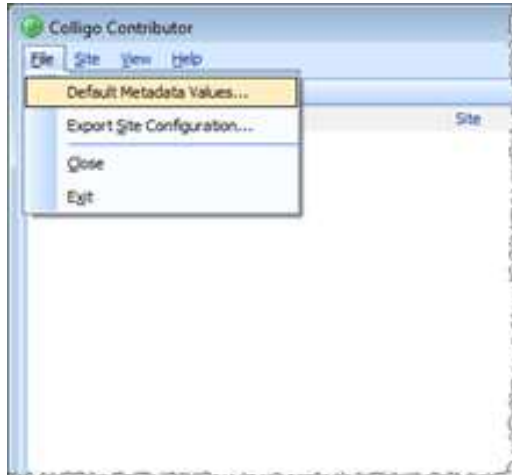 Colligo Contributor
File Site View Help
Default Metadata Values...
Export Site Configuration...
Site
Close
Exit